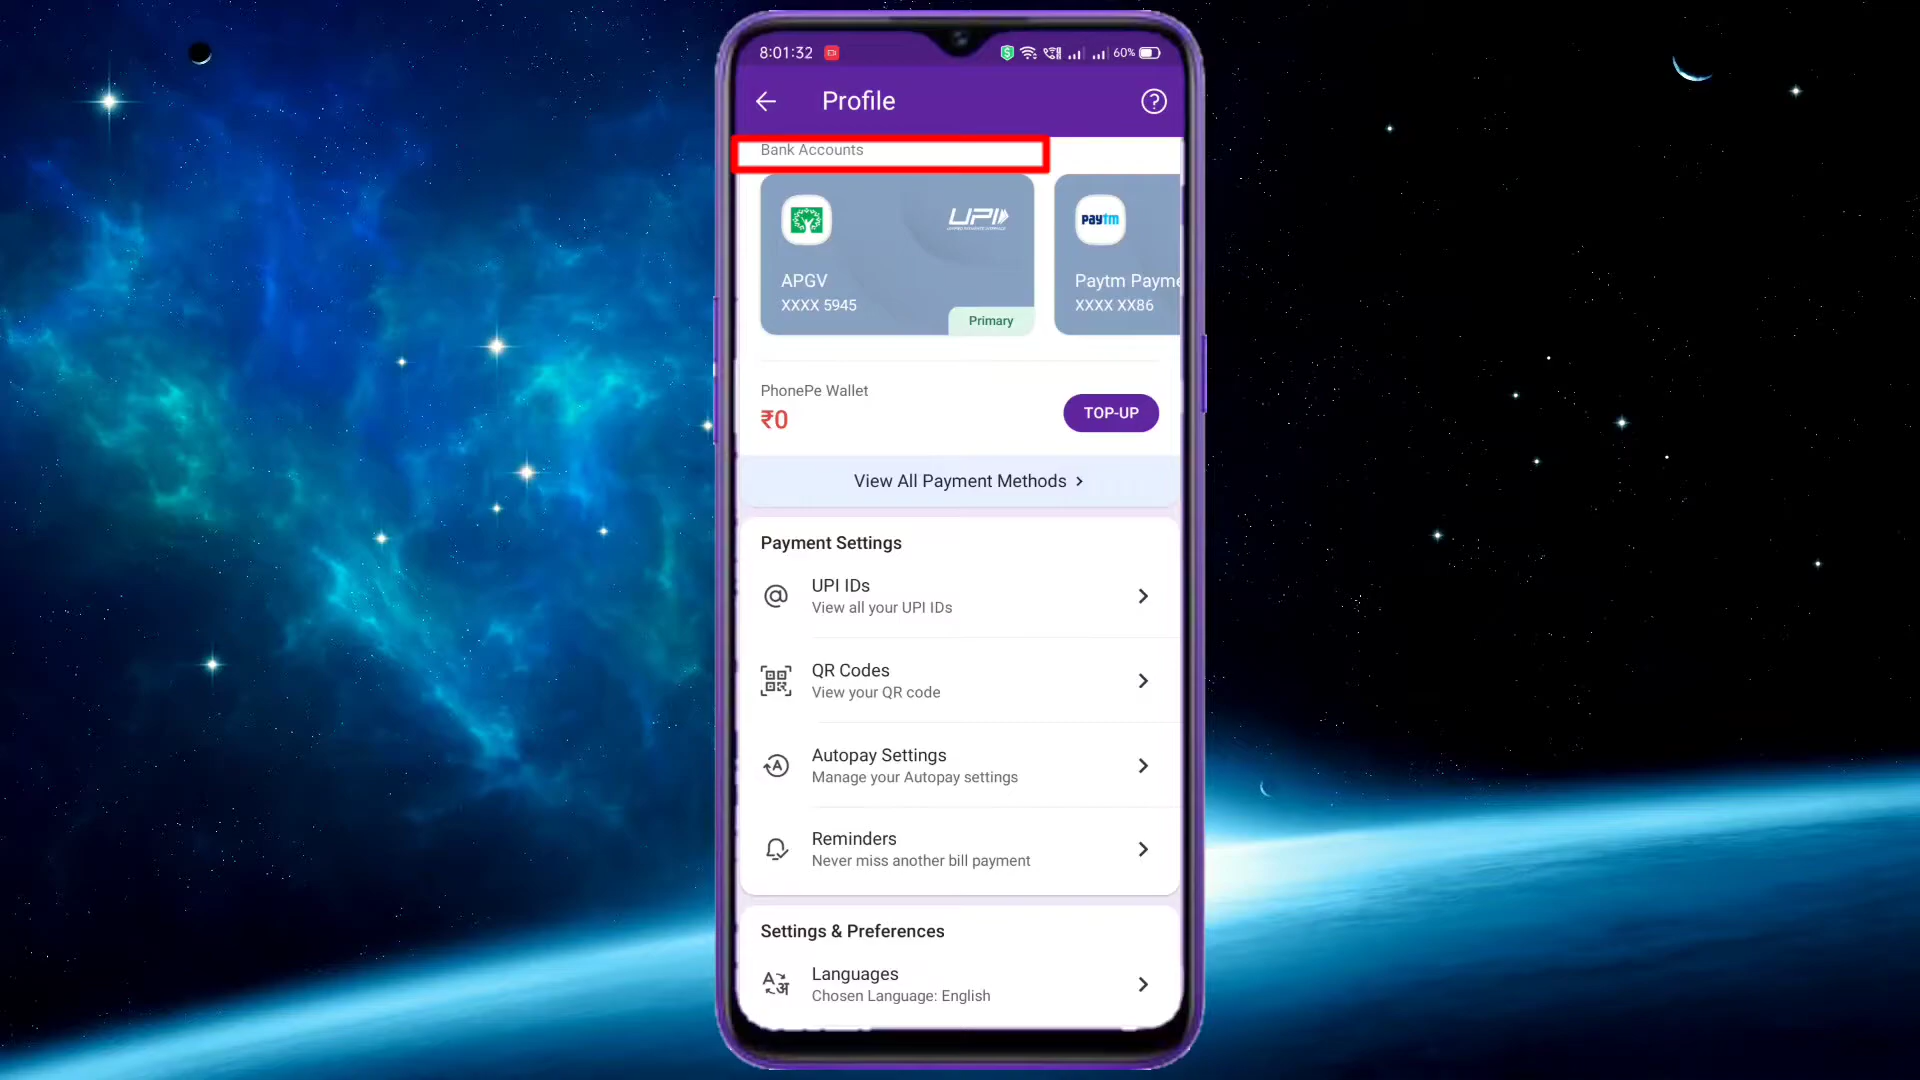 8:01:32
60%
Profile
Bank Accounts
UPI
Paytm
APGV
XXXX 5945
Primary
Paytm Payme
XXXX XX86
PhonePe Wallet
₹0
TOP-UP
View All Payment Methods
Payment Settings
UPI IDs
View all your UPI IDs
QR Codes
View your QR code
Autopay Settings
Manage your Autopay settings
Reminders
Never miss another bill payment
Settings & Preferences
Languages
Chosen Language: English